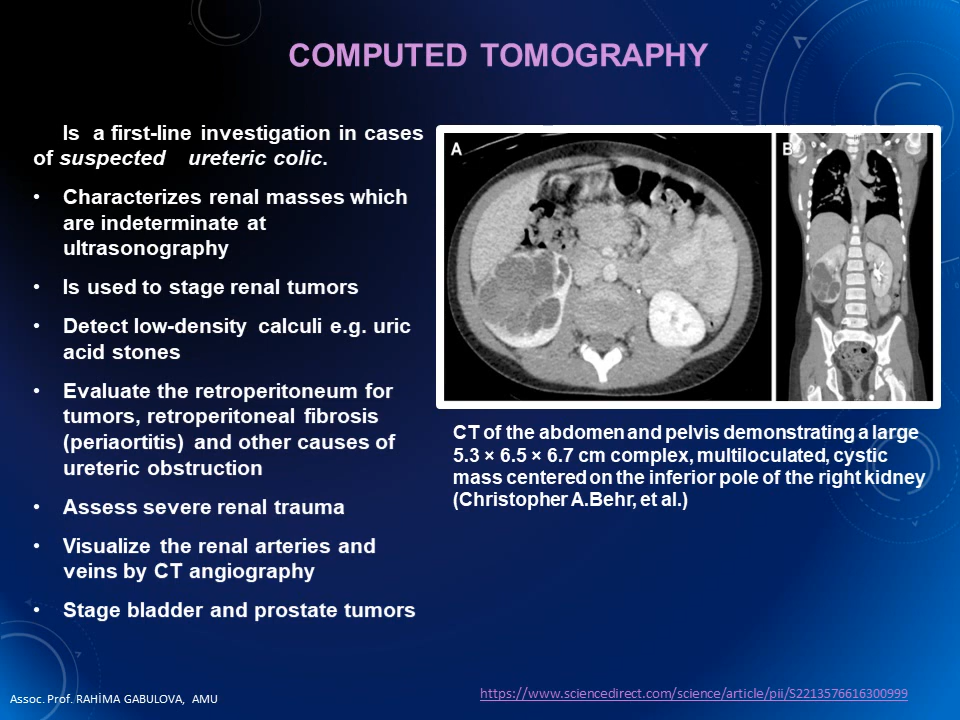 COMPUTED TOMOGRAPHY
Is a first-line investigation in cases
of suspected ureteric colic.
• Characterizes renal masses which
are indeterminate at
ultrasonography
• Is used to stage renal tumors
• Detect low-density calculi e.g. uric
acid stones
• Evaluate the retroperitoneum for
tumors, retroperitoneal fibrosis
(periaortitis) and other causes of
ureteric obstruction
• Assess severe renal trauma
• Visualize the renal arteries and
veins by CT angiography
• Stage bladder and prostate tumors
A
B
CT of the abdomen and pelvis demonstrating a large
5.3 × 6.5 × 6.7 cm complex, multiloculated, cystic
mass centered on the inferior pole of the right kidney
(Christopher A.Behr, et al.)
Assoc. Prof. RAHİMA GABULOVA, AMU
https://www.sciencedirect.com/science/article/pii/S2213576616300999